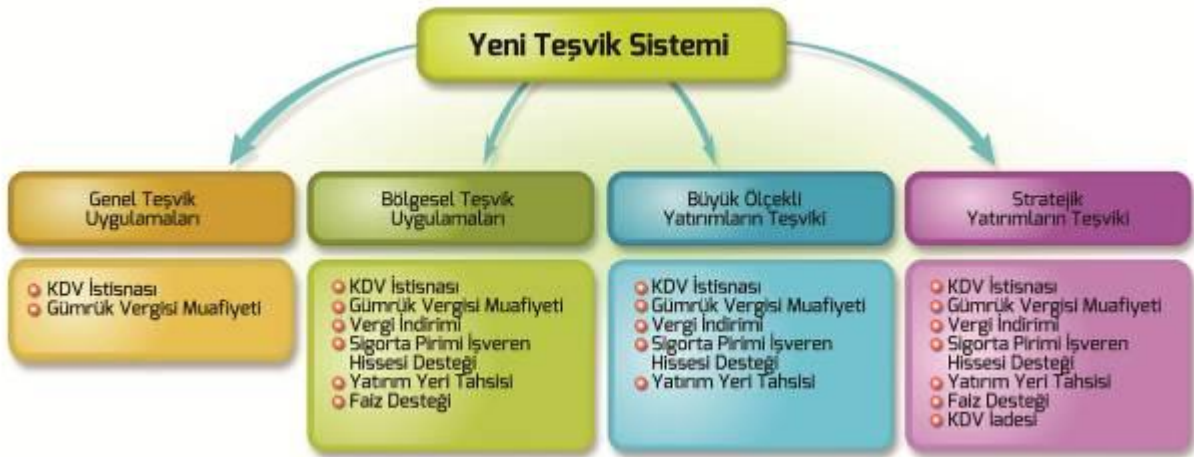 Yeni Teşvik Sistemi
Genel Teşvik
Uygulamaları
KDV İstisnası
Gümrük Vergisi Muafiyeti
Bölgesel Teşvik
Uygulamaları
KDV İstisnası
Gümrük Vergisi Muafiyeti
Vergi İndirimi
Sigorta Pirimi İşveren
Hissesi Desteği
Yatırım Yeri Tahsisi
Faiz Desteği
Büyük Ölçekli
Yatırımların Teşviki
KDV İstisnası
Gümrük Vergisi Muafiyeti
Vergi İndirimi
Sigorta Pirimi İşveren
Hissesi Desteği
Yatırım Yeri Tahsisi
Stratejik
Yatırımların Teşviki
KDV İstisnası
Gümrük Vergisi Muafiyeti
Vergi İndirimi
Sigorta Pirimi İşveren
Hissesi Desteği
Yatırım Yeri Tahsisi
Faiz Desteği
KDV İadesi